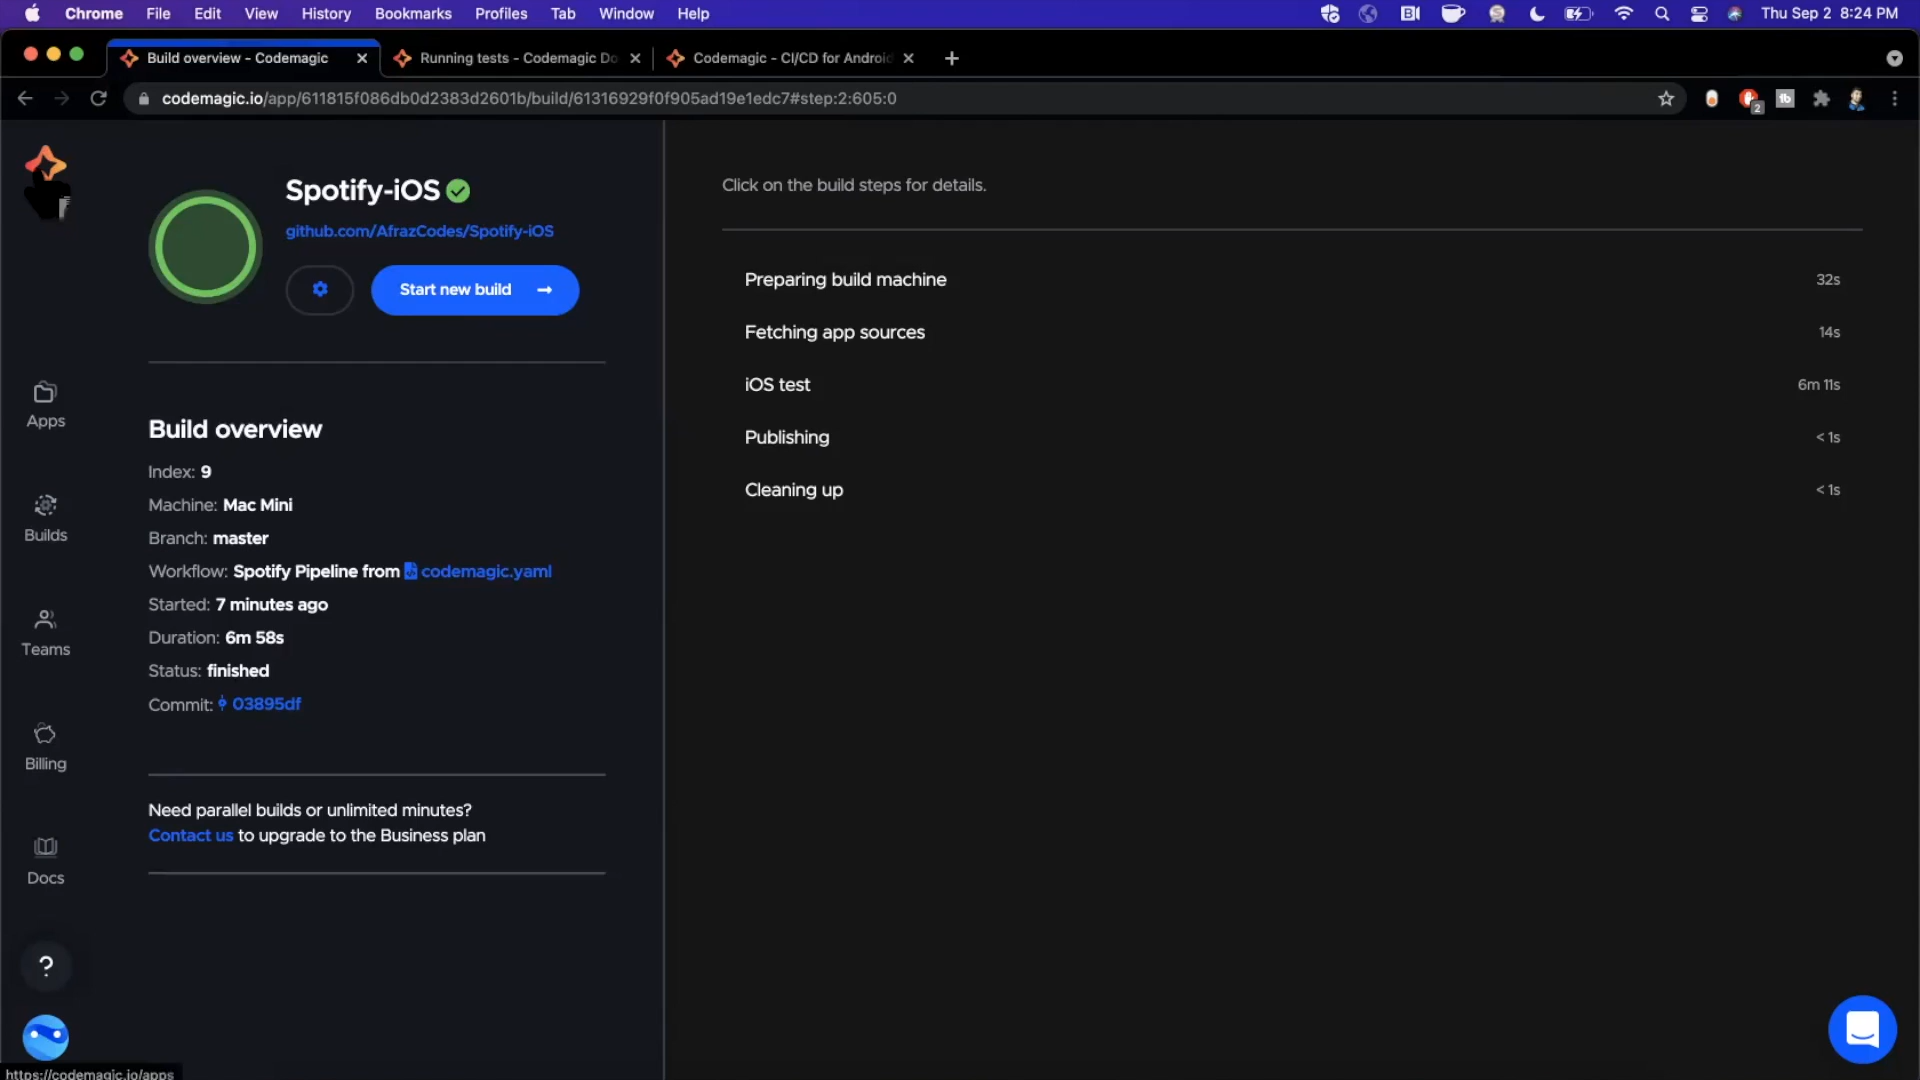 Chrome File Edit View History Bookmarks Profiles Tab Window Help Thu Sep 2 8:24 PM
Build overview - Codemagic Running tests - Codemagic Do Codemagic - CI/CD for Android
codemagic.io/app/611815f086db0d2383d2601b/build/61316929f0f905ad19e1edc7#step:2:605:0
2
tb
Spotify-iOS
github.com/AfrazCodes/Spotify-iOS
Start new build
Apps
Builds
Teams
Billing
Docs
?
Build overview
Index: 9
Machine: Mac Mini
Branch: master
Workflow: Spotify Pipeline from codemagic.yaml
Started: 7 minutes ago
Duration: 6m 58s
Status: finished
Commit: 03895df
Need parallel builds or unlimited minutes?
Contact us to upgrade to the Business plan
Click on the build steps for details.
Preparing build machine 32s
Fetching app sources 14s
iOS test 6m 11s
Publishing < 1s
Cleaning up < 1s
https://codemagic.io/apps